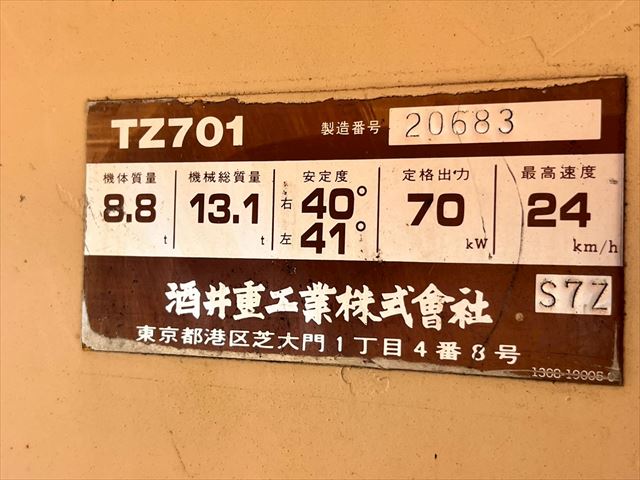 TZ701 製造番号 20683
機体質量 機械総質量 安定度 定格出力 最高速度
8.8 t 13.1 t 右 40° 70 kW 24 km/h
左 41°
酒井重工業株式會社 S7Z
東京都港区芝大門1丁目4番8号